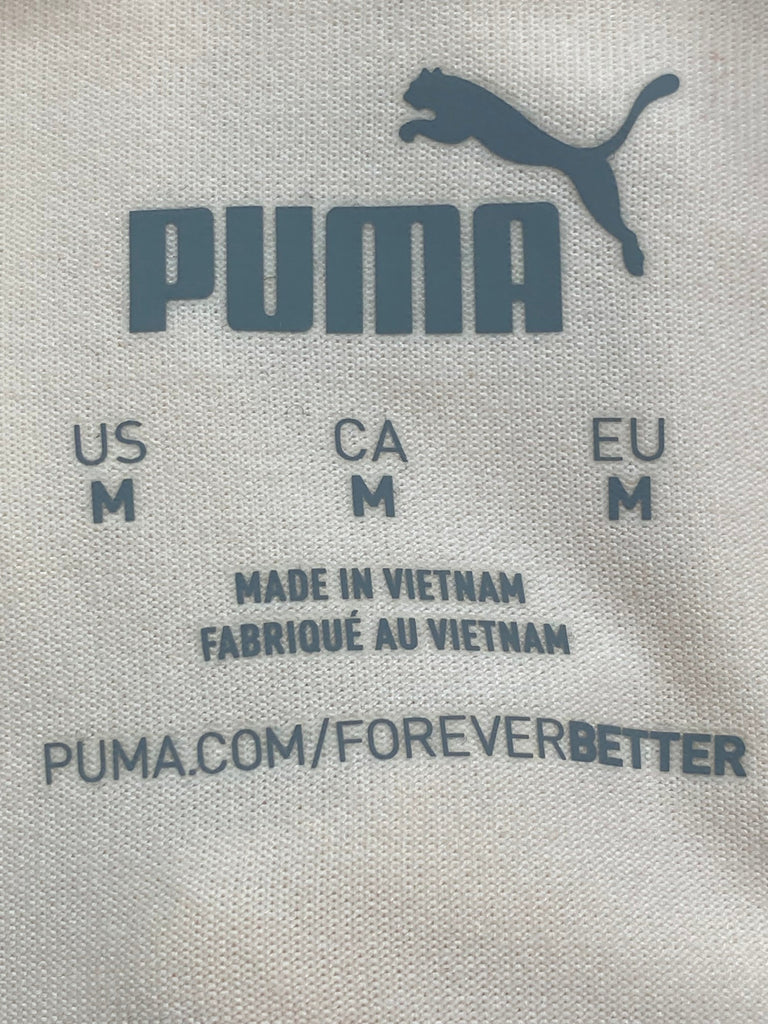 PUMA
US CA EU
M M M
MADE IN VIETNAM
FABRIQUÉ AU VIETNAM
PUMA.COM/FOREVERBETTER